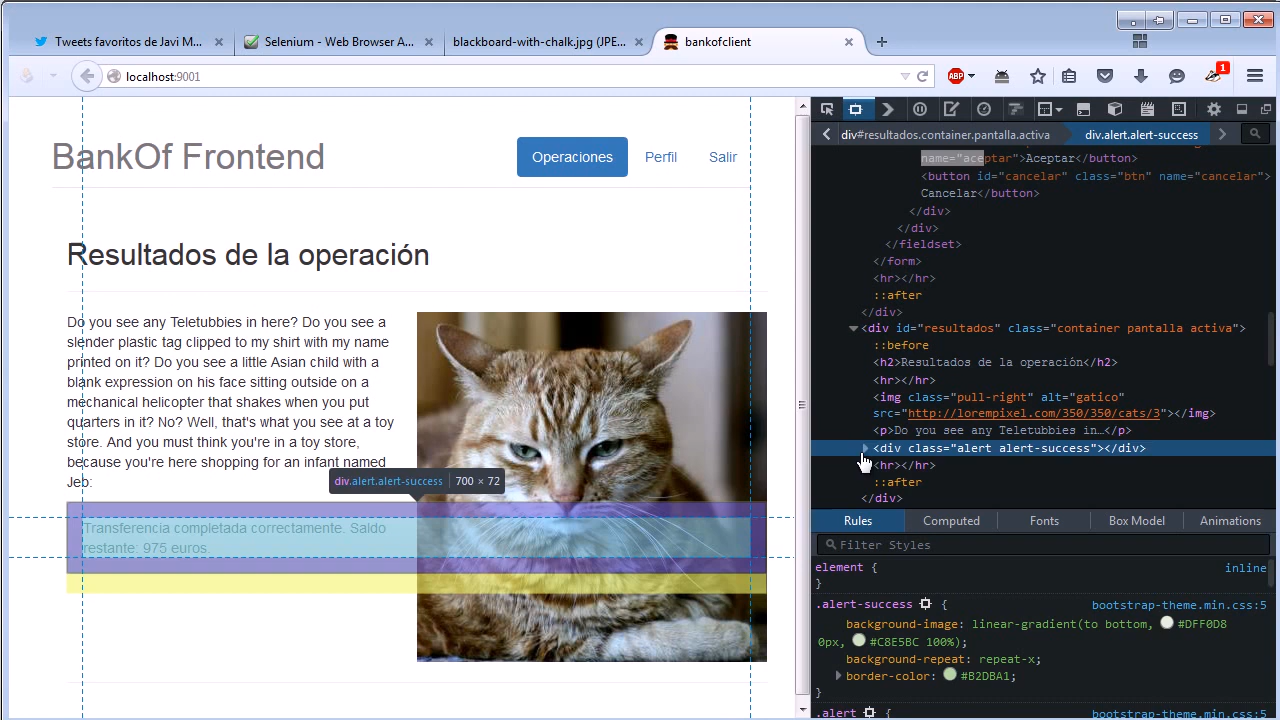 Tweets favoritos de Javi M...
Selenium - Web Browser A...
blackboard-with-chalk.jpg (JPE...
bankofclient
localhost:9001
ABP
1
BankOf Frontend
Operaciones
Perfil
Salir
Resultados de la operación
Do you see any Teletubbies in here? Do you see a
slender plastic tag clipped to my shirt with my name
printed on it? Do you see a little Asian child with a
blank expression on his face sitting outside on a
mechanical helicopter that shakes when you put
quarters in it? No? Well, that's what you see at a toy
store. And you must think you're in a toy store,
because you're here shopping for an infant named
Jeb:
div.alert.alert-success | 700 × 72
Transferencia completada correctamente. Saldo
restante: 975 euros.
div#resultados.container.pantalla.activa
div.alert.alert-success
name="aceptar">Aceptar</button>
<button id="cancelar" class="btn" name="cancelar">
Cancelar</button>
</div>
</div>
</fieldset>
</form>
<hr></hr>
::after
</div>
<div id="resultados" class="container pantalla activa">
::before
<h2>Resultados de la operación</h2>
<hr></hr>
<img class="pull-right" alt="gatico"
src="http://lorempixel.com/350/350/cats/3"></img>
<p>Do you see any Teletubbies in…</p>
<div class="alert alert-success"></div>
<hr></hr>
::after
</div>
Rules
Computed
Fonts
Box Model
Animations
Filter Styles
element {
inline
}
.alert-success {
bootstrap-theme.min.css:5
background-image: linear-gradient(to bottom, #DFF0D8
0px, #C8E5BC 100%);
background-repeat: repeat-x;
border-color: #B2DBA1;
}
.alert {
bootstrap-theme.min.css:5